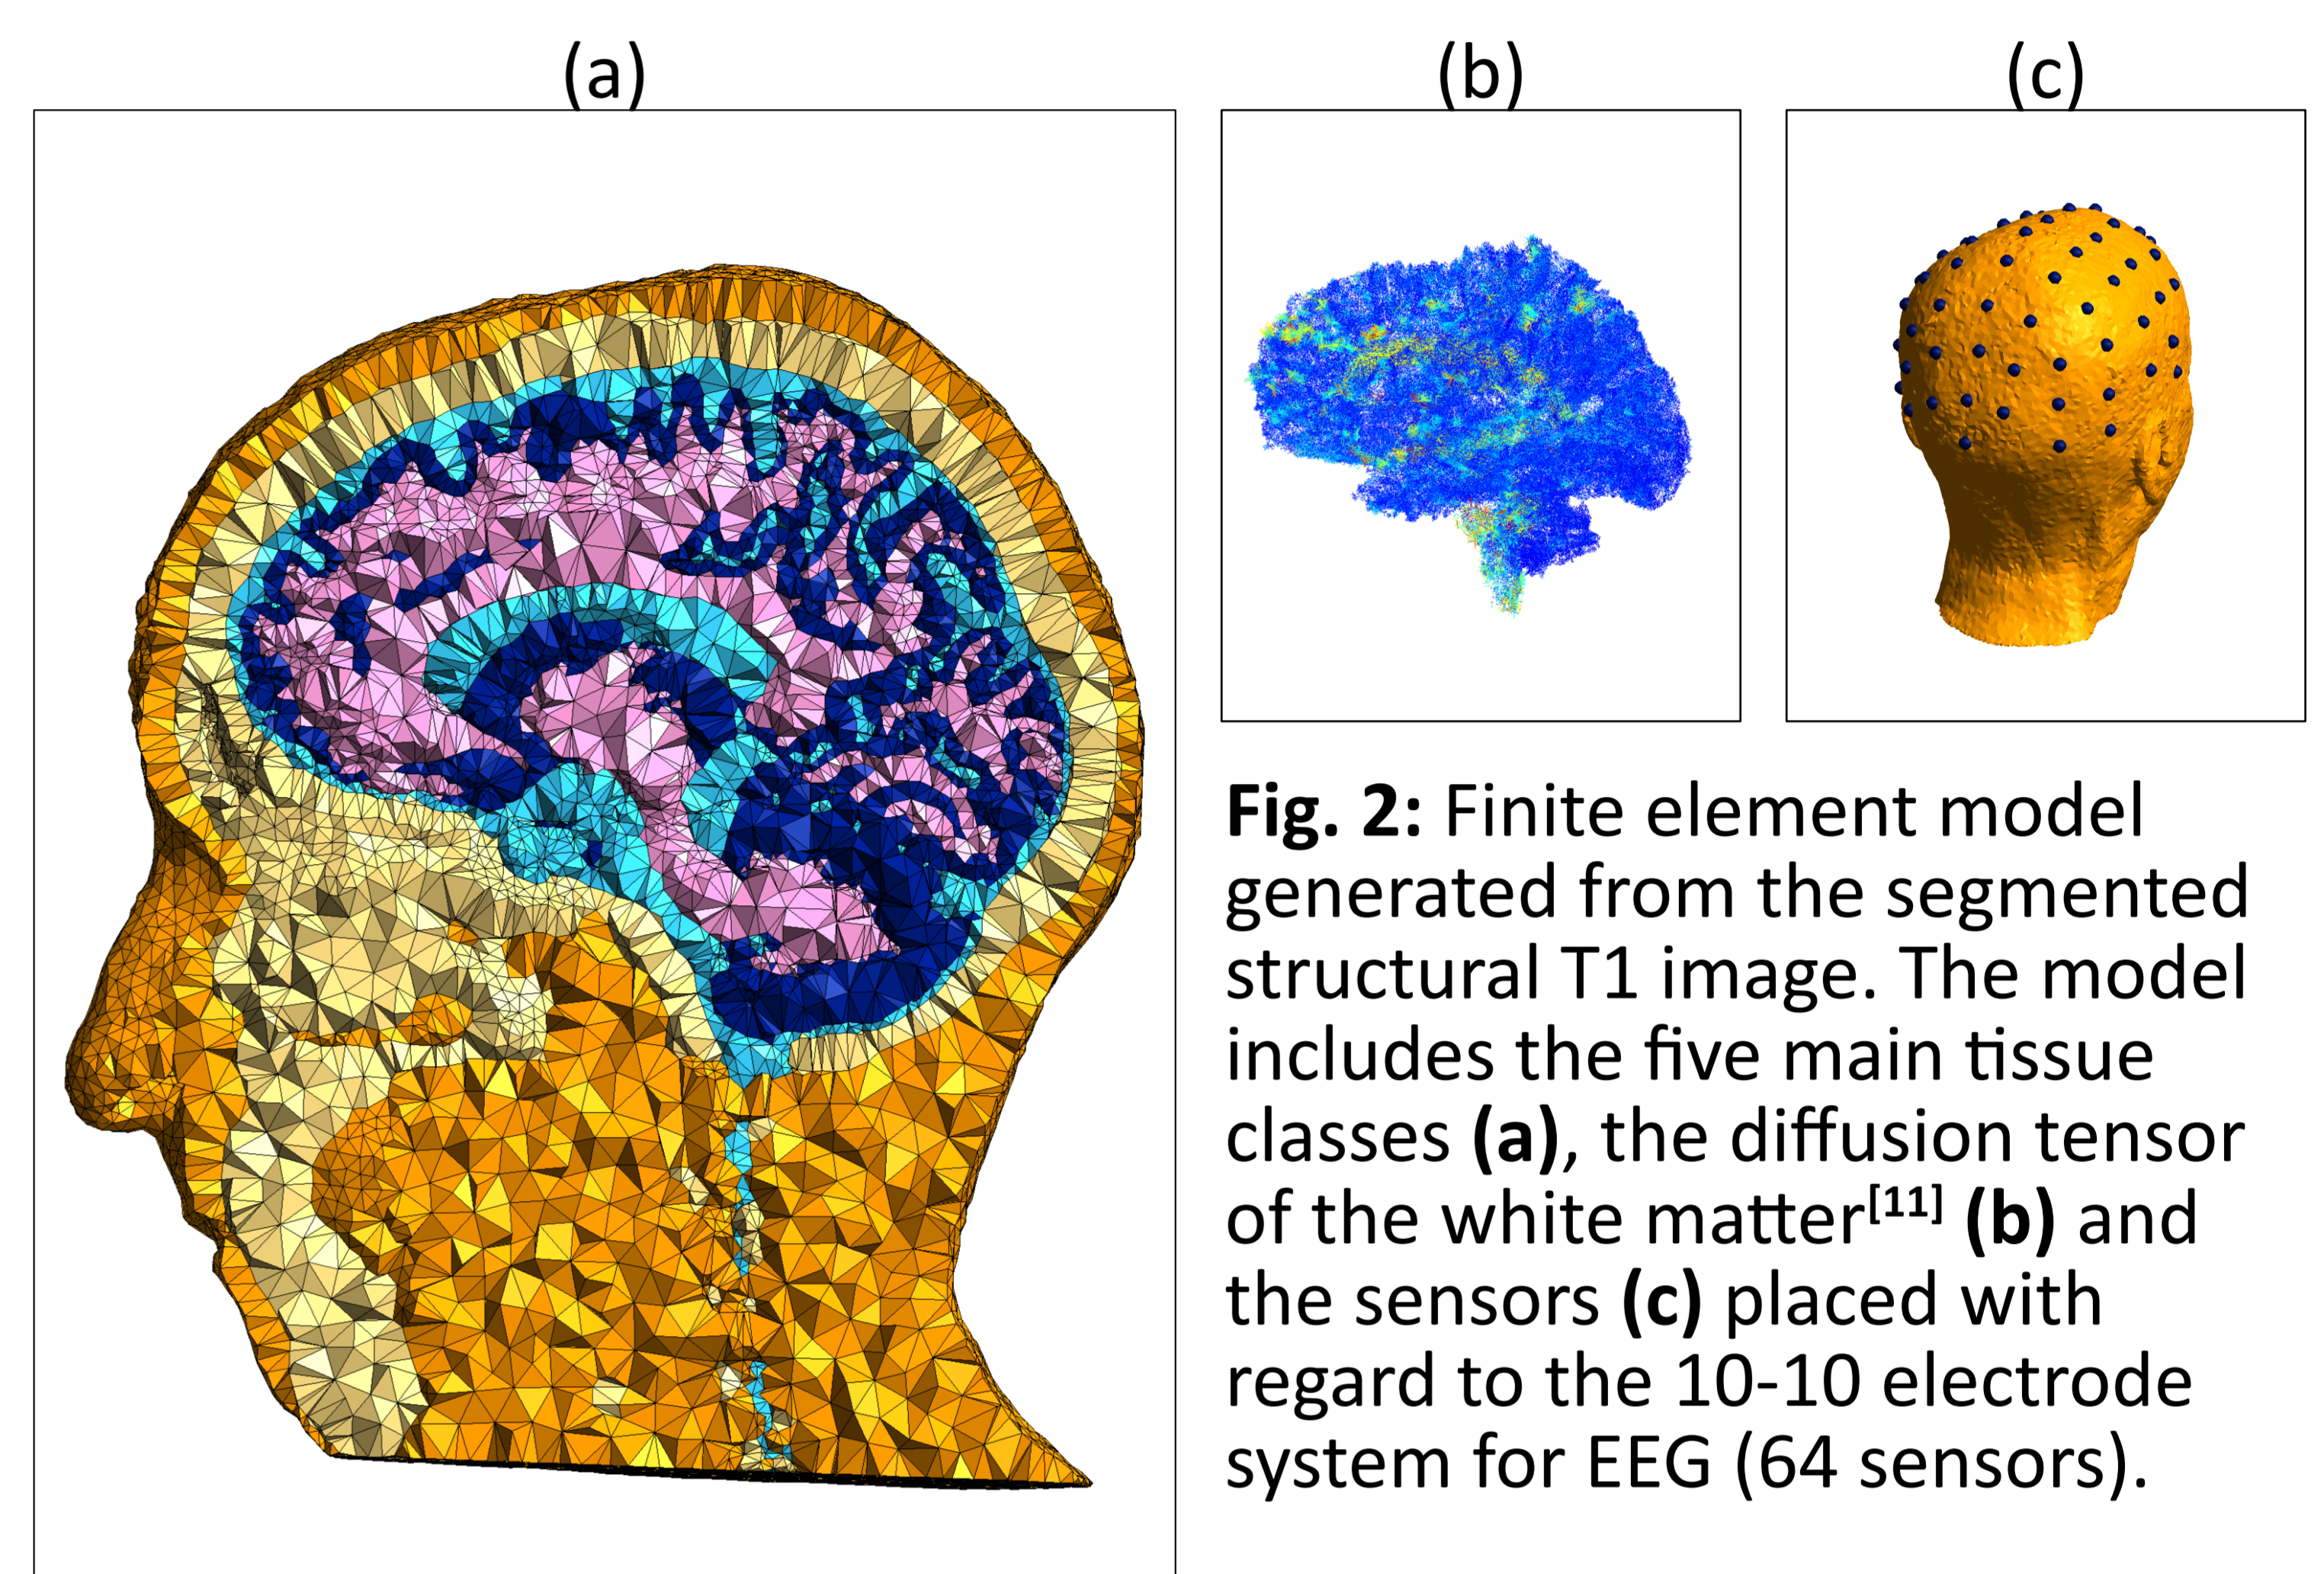 (a)
(b)
(c)
Fig. 2: Finite element model
generated from the segmented
structural T1 image. The model
includes the five main tissue
classes (a), the diffusion tensor
of the white matter[11] (b) and
the sensors (c) placed with
regard to the 10-10 electrode
system for EEG (64 sensors).